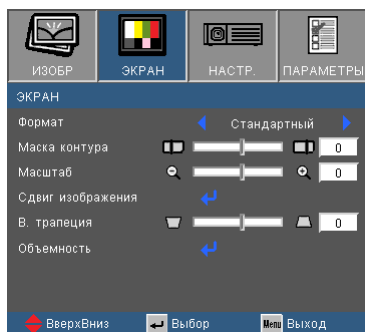 ИЗОБР ЭКРАН НАСТР. ПАРАМЕТРЫ
ЭКРАН
Формат Стандартный
Маска контура 0
Масштаб 0
Сдвиг изображения
В. трапеция 0
Объемность
ВверхВниз Выбор Menu Выход